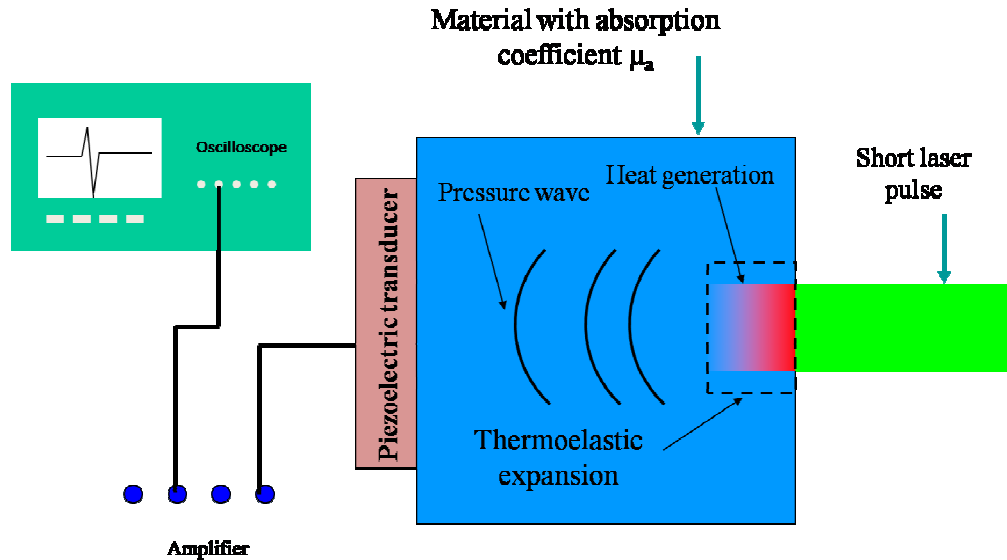 Material with absorption
coefficient μa
Oscilloscope
Short laser
pulse
Pressure wave
Heat generation
Piezoelectric transducer
Thermoelastic
expansion
Amplifier